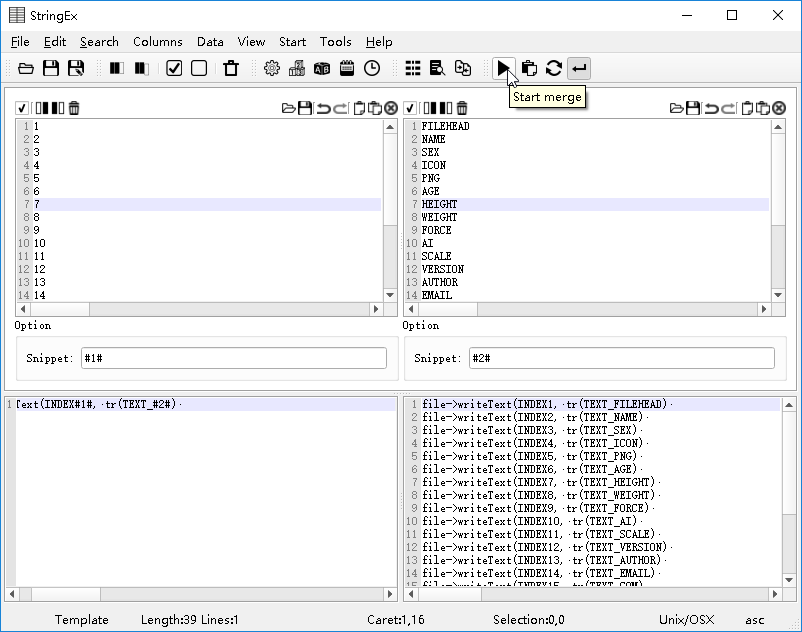 StringEx
File Edit Search Columns Data View Start Tools Help
Start merge
1 1
2 2
3 3
4 4
5 5
6 6
7 7
8 8
9 9
10 10
11 11
12 12
13 13
14 14
Option
Snippet: #1#
1 FILEHEAD
2 NAME
3 SEX
4 ICON
5 PNG
6 AGE
7 HEIGHT
8 WEIGHT
9 FORCE
10 AI
11 SCALE
12 VERSION
13 AUTHOR
14 EMAIL
Option
Snippet: #2#
1 Text(INDEX#1#,·tr(TEXT_#2#)·
1 file->writeText(INDEX1,·tr(TEXT_FILEHEAD)·
2 file->writeText(INDEX2,·tr(TEXT_NAME)·
3 file->writeText(INDEX3,·tr(TEXT_SEX)·
4 file->writeText(INDEX4,·tr(TEXT_ICON)·
5 file->writeText(INDEX5,·tr(TEXT_PNG)·
6 file->writeText(INDEX6,·tr(TEXT_AGE)·
7 file->writeText(INDEX7,·tr(TEXT_HEIGHT)·
8 file->writeText(INDEX8,·tr(TEXT_WEIGHT)·
9 file->writeText(INDEX9,·tr(TEXT_FORCE)·
10 file->writeText(INDEX10,·tr(TEXT_AI)·
11 file->writeText(INDEX11,·tr(TEXT_SCALE)·
12 file->writeText(INDEX12,·tr(TEXT_VERSION)·
13 file->writeText(INDEX13,·tr(TEXT_AUTHOR)·
14 file->writeText(INDEX14,·tr(TEXT_EMAIL)·
15 file->writeText(INDEX15,·tr(TEXT_COM)·
Template Length:39 Lines:1 Caret:1,16 Selection:0,0 Unix/OSX asc